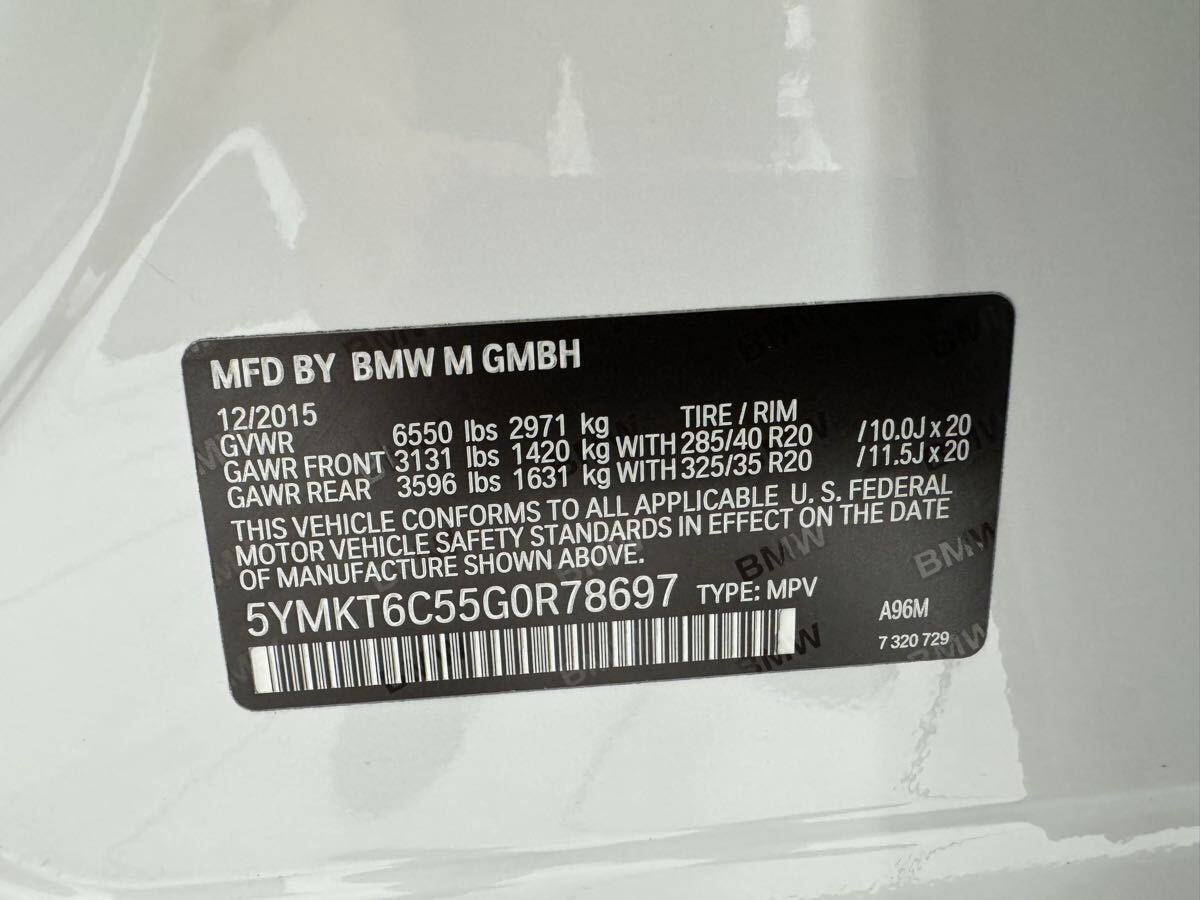 MFD BY BMW M GMBH
12/2015 TIRE / RIM
GVWR 6550 lbs 2971 kg
GAWR FRONT 3131 lbs 1420 kg WITH 285/40 R20 /10.0J x 20
GAWR REAR 3596 lbs 1631 kg WITH 325/35 R20 /11.5J x 20
THIS VEHICLE CONFORMS TO ALL APPLICABLE U. S. FEDERAL
MOTOR VEHICLE SAFETY STANDARDS IN EFFECT ON THE DATE
OF MANUFACTURE SHOWN ABOVE.
5YMKT6C55G0R78697 TYPE: MPV A96M
7 320 729